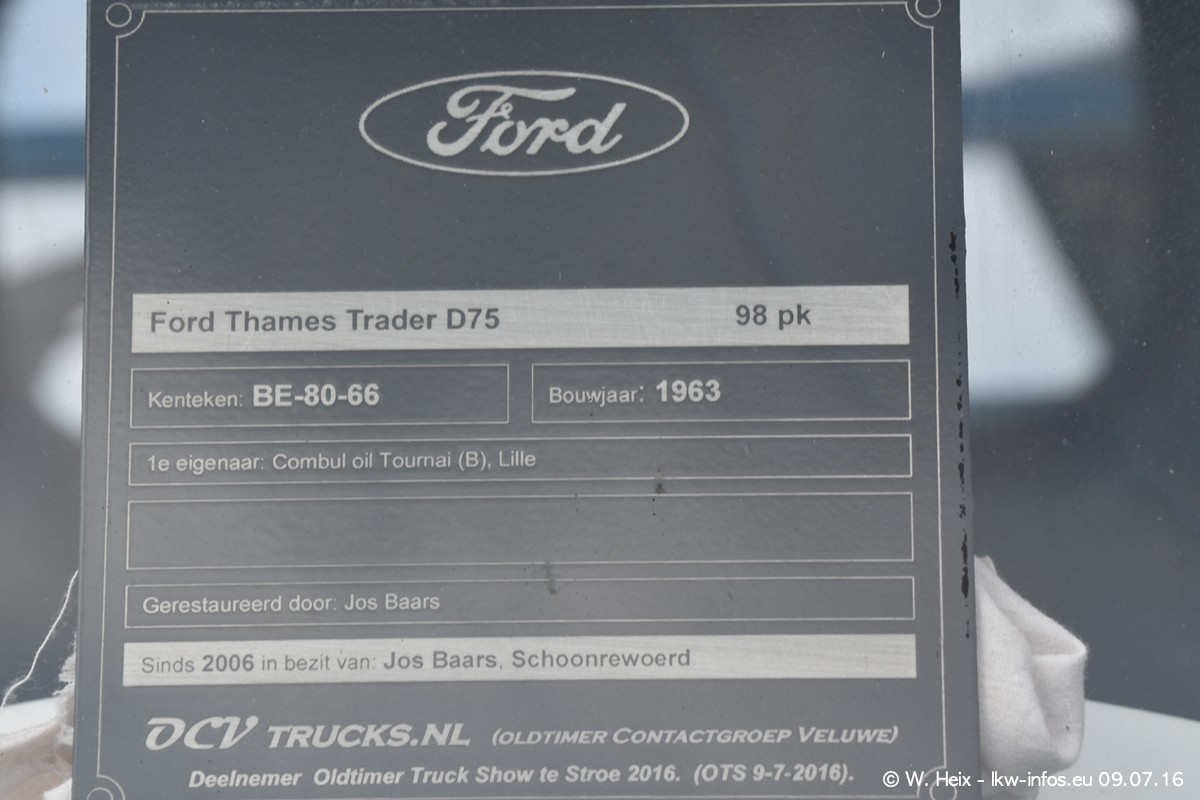 Ford
Ford Thames Trader D75 98 pk
Kenteken: BE-80-66 Bouwjaar: 1963
1e eigenaar: Combul oil Tournai (B), Lille
Gerestaureerd door: Jos Baars
Sinds 2006 in bezit van: Jos Baars, Schoonrewoerd
OCV TRUCKS.NL (OLDTIMER CONTACTGROEP VELUWE)
Deelnemer Oldtimer Truck Show te Stroe 2016. (OTS 9-7-2016).
© W. Heix - lkw-infos.eu 09.07.16